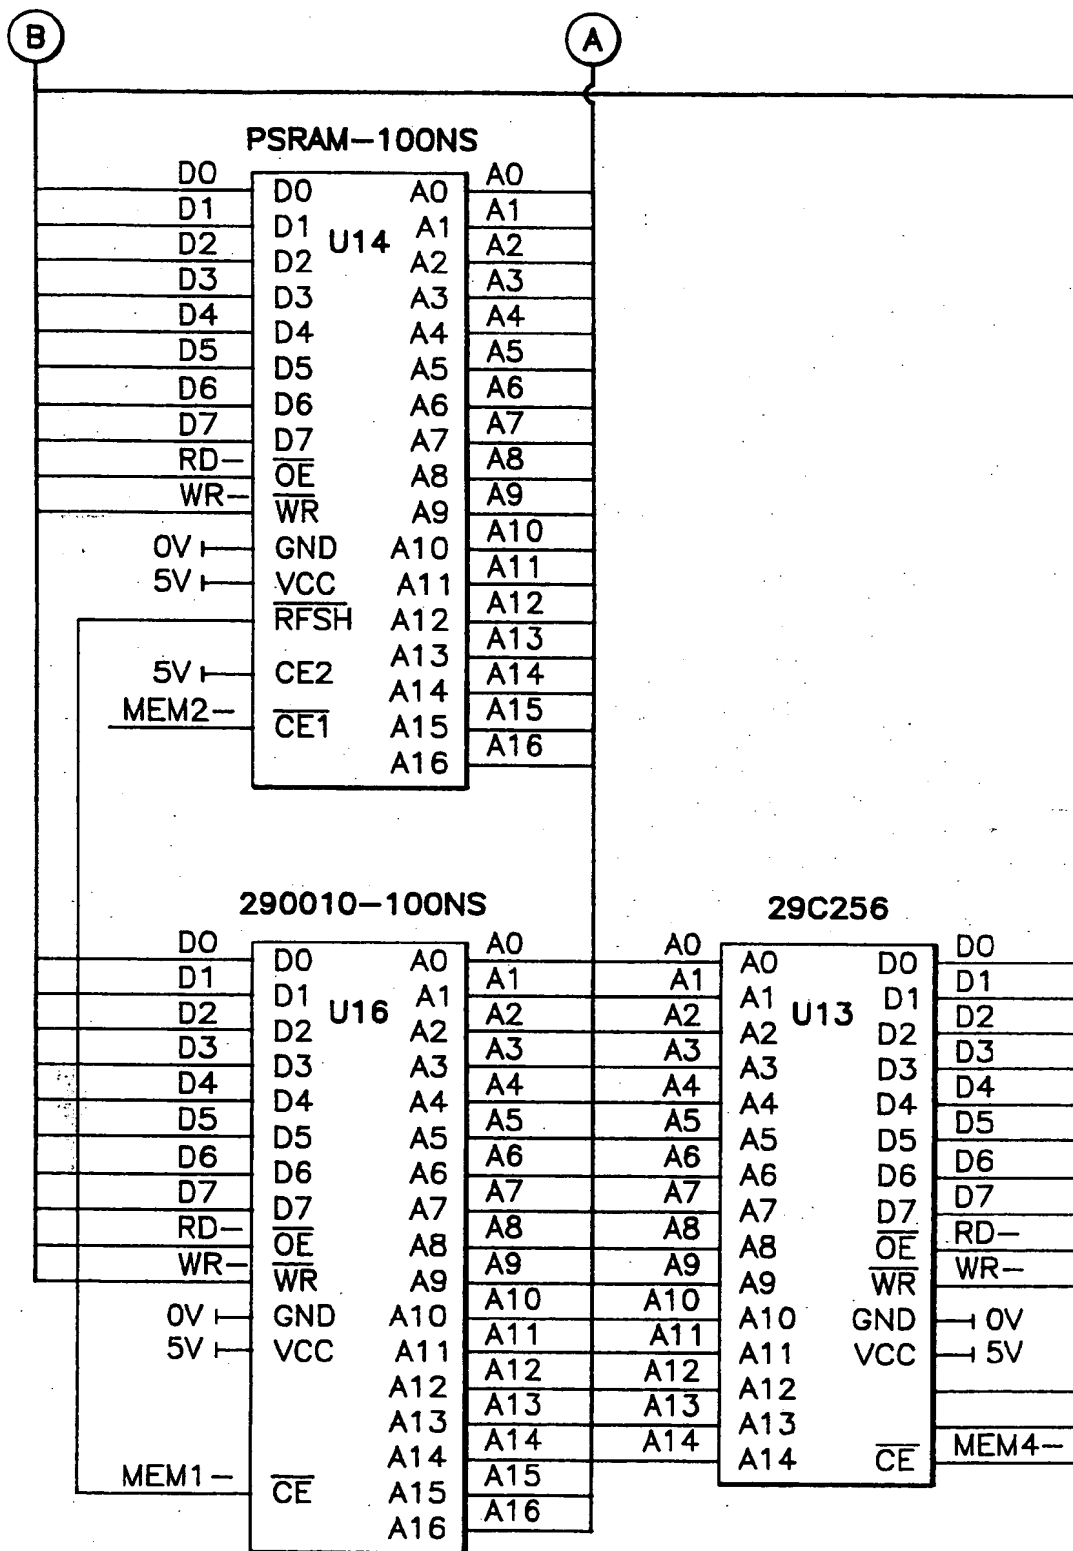 B A
PSRAM-100NS
D0 D0 A0 A0
D1 D1 U14 A1 A1
D2 D2 A2 A2
D3 D3 A3 A3
D4 D4 A4 A4
D5 D5 A5 A5
D6 D6 A6 A6
D7 D7 A7 A7
RD- OE A8 A8
WR- WR A9 A9
0V GND A10 A10
5V VCC A11 A11
RFSH A12 A12
A13 A13
5V CE2 A14 A14
MEM2- CE1 A15 A15
A16 A16
290010-100NS 29C256
D0 D0 A0 A0 A0 A0 D0 D0
D1 D1 U16 A1 A1 A1 A1 U13 D1 D1
D2 D2 A2 A2 A2 A2 D2 D2
D3 D3 A3 A3 A3 A3 D3 D3
D4 D4 A4 A4 A4 A4 D4 D4
D5 D5 A5 A5 A5 A5 D5 D5
D6 D6 A6 A6 A6 A6 D6 D6
D7 D7 A7 A7 A7 A7 D7 D7
RD- OE A8 A8 A8 A8 OE RD-
WR- WR A9 A9 A9 A9 WR WR-
0V GND A10 A10 A10 A10 GND 0V
5V VCC A11 A11 A11 A11 VCC 5V
A12 A12 A12 A12
A13 A13 A13 A13
A14 A14 A14 A14 CE MEM4-
MEM1- CE A15 A15
A16 A16